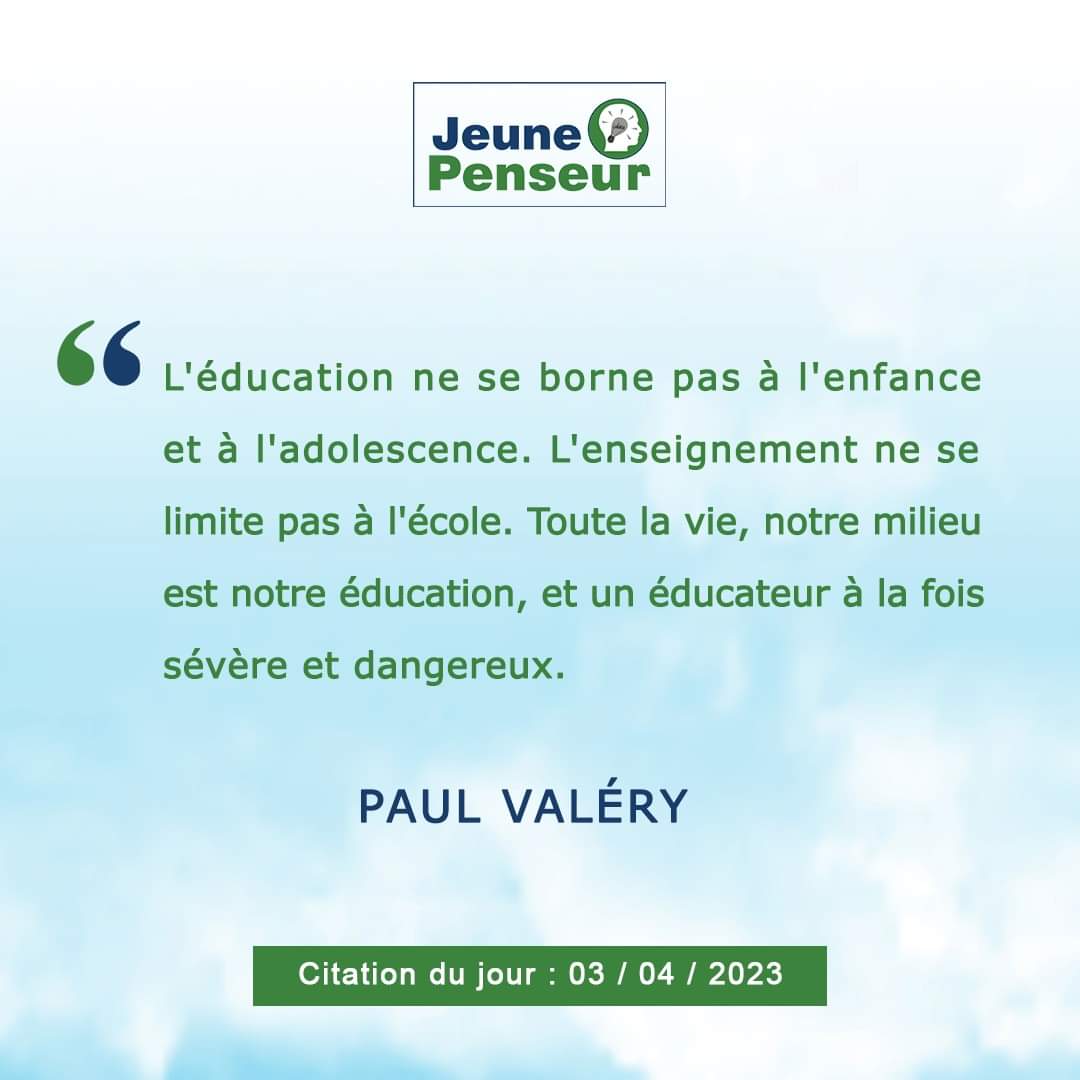 Jeune
Penseur
“ L'éducation ne se borne pas à l'enfance
et à l'adolescence. L'enseignement ne se
limite pas à l'école. Toute la vie, notre milieu
est notre éducation, et un éducateur à la fois
sévère et dangereux.
PAUL VALÉRY
Citation du jour : 03 / 04 / 2023